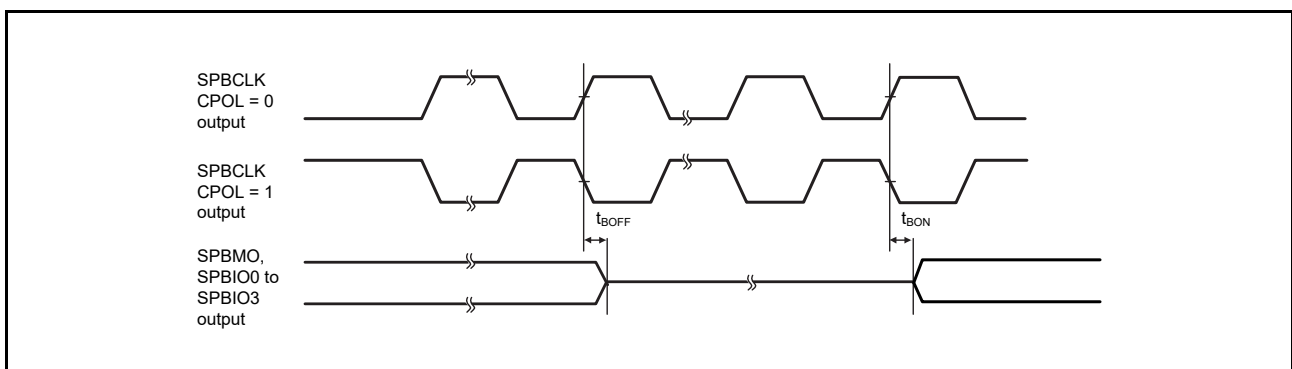 SPBCLK
CPOL = 0
output
SPBCLK
CPOL = 1
output
tBOFF
tBON
SPBMO,
SPBIO0 to
SPBIO3
output